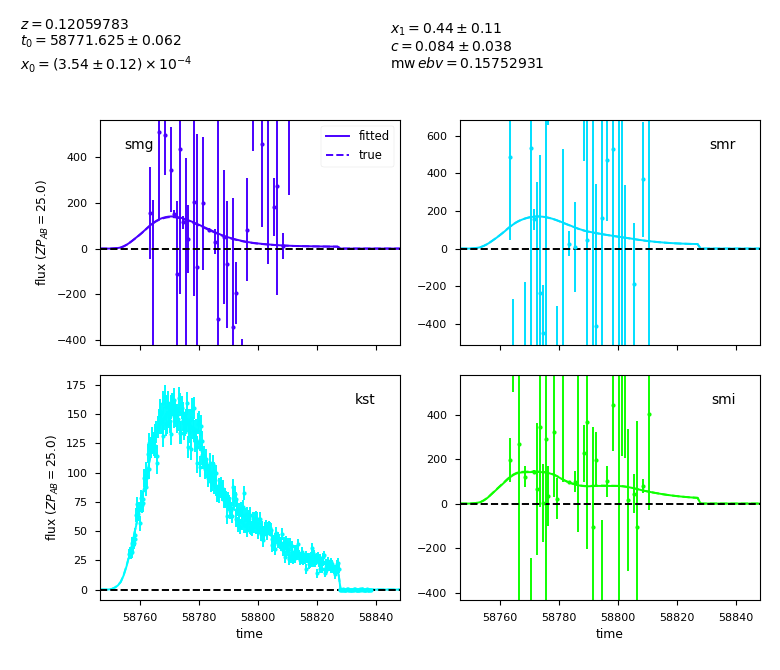 z = 0.12059783
t₀ = 58771.625 ± 0.062
x₀ = (3.54 ± 0.12) × 10⁻⁴
x₁ = 0.44 ± 0.11
c = 0.084 ± 0.038
mw ebv = 0.15752931
smg
fitted
true
400
200
0
−200
−400
flux (ZP_AB = 25.0)
smr
600
400
200
0
−200
−400
kst
175
150
125
100
75
50
25
0
flux (ZP_AB = 25.0)
58760 58780 58800 58820 58840
time
smi
400
200
0
−200
−400
58760 58780 58800 58820 58840
time